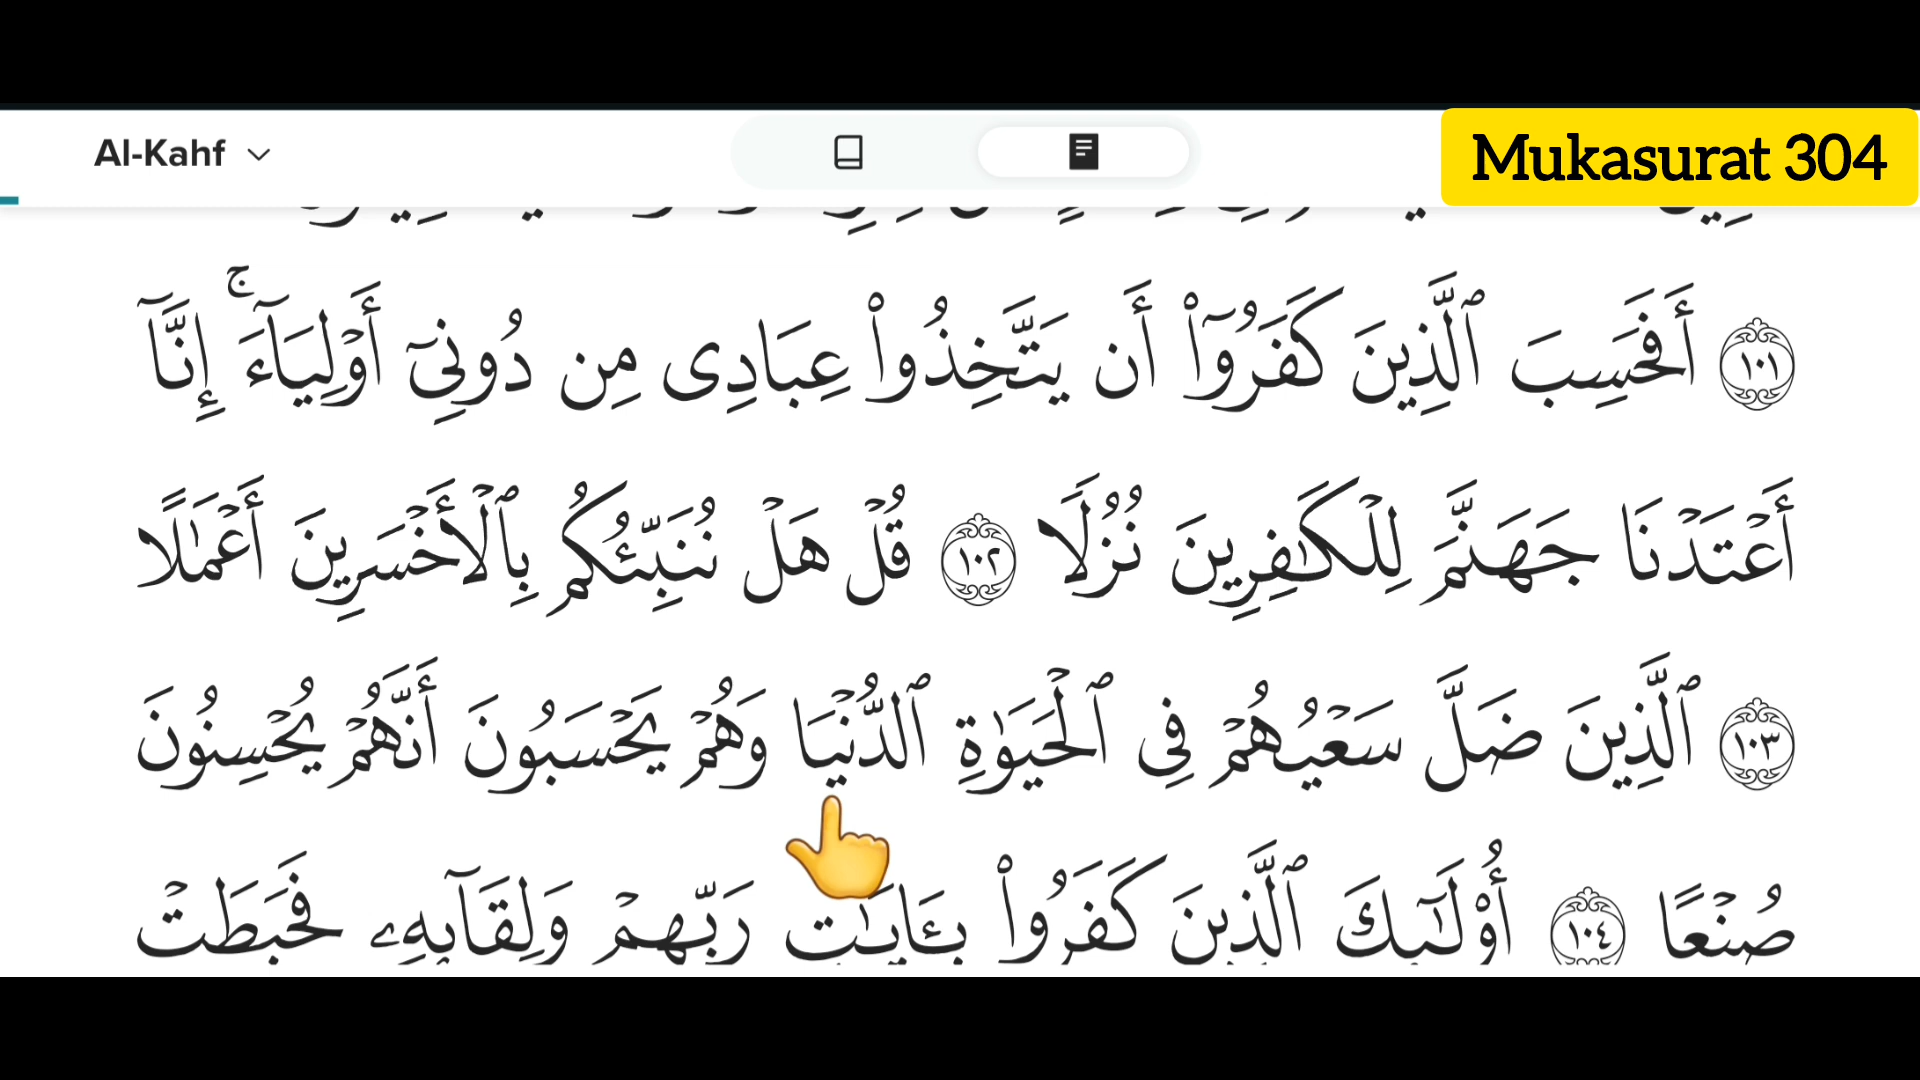 Al-Kahf
Mukasurat 304
١٠١ أَفَحَسِبَ ٱلَّذِينَ كَفَرُوٓا۟ أَن يَتَّخِذُوا۟ عِبَادِى مِن دُونِىٓ أَوْلِيَآءَ ۚ إِنَّآ
أَعْتَدْنَا جَهَنَّمَ لِلْكَـٰفِرِينَ نُزُلًا ١٠٢ قُلْ هَلْ نُنَبِّئُكُم بِٱلْأَخْسَرِينَ أَعْمَـٰلًا
١٠٣ ٱلَّذِينَ ضَلَّ سَعْيُهُمْ فِى ٱلْحَيَوٰةِ ٱلدُّنْيَا وَهُمْ يَحْسَبُونَ أَنَّهُمْ يُحْسِنُونَ
صُنْعًا ١٠٤ أُو۟لَـٰٓئِكَ ٱلَّذِينَ كَفَرُوا۟ بِـَٔايَـٰتِ رَبِّهِمْ وَلِقَآئِهِۦ فَحَبِطَتْ